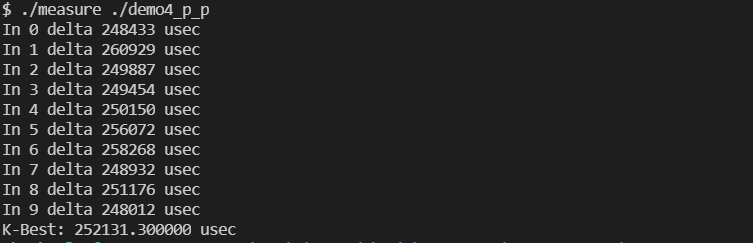 $ ./measure ./demo4_p_p
In 0 delta 248433 usec
In 1 delta 260929 usec
In 2 delta 249887 usec
In 3 delta 249454 usec
In 4 delta 250150 usec
In 5 delta 256072 usec
In 6 delta 258268 usec
In 7 delta 248932 usec
In 8 delta 251176 usec
In 9 delta 248012 usec
K-Best: 252131.300000 usec